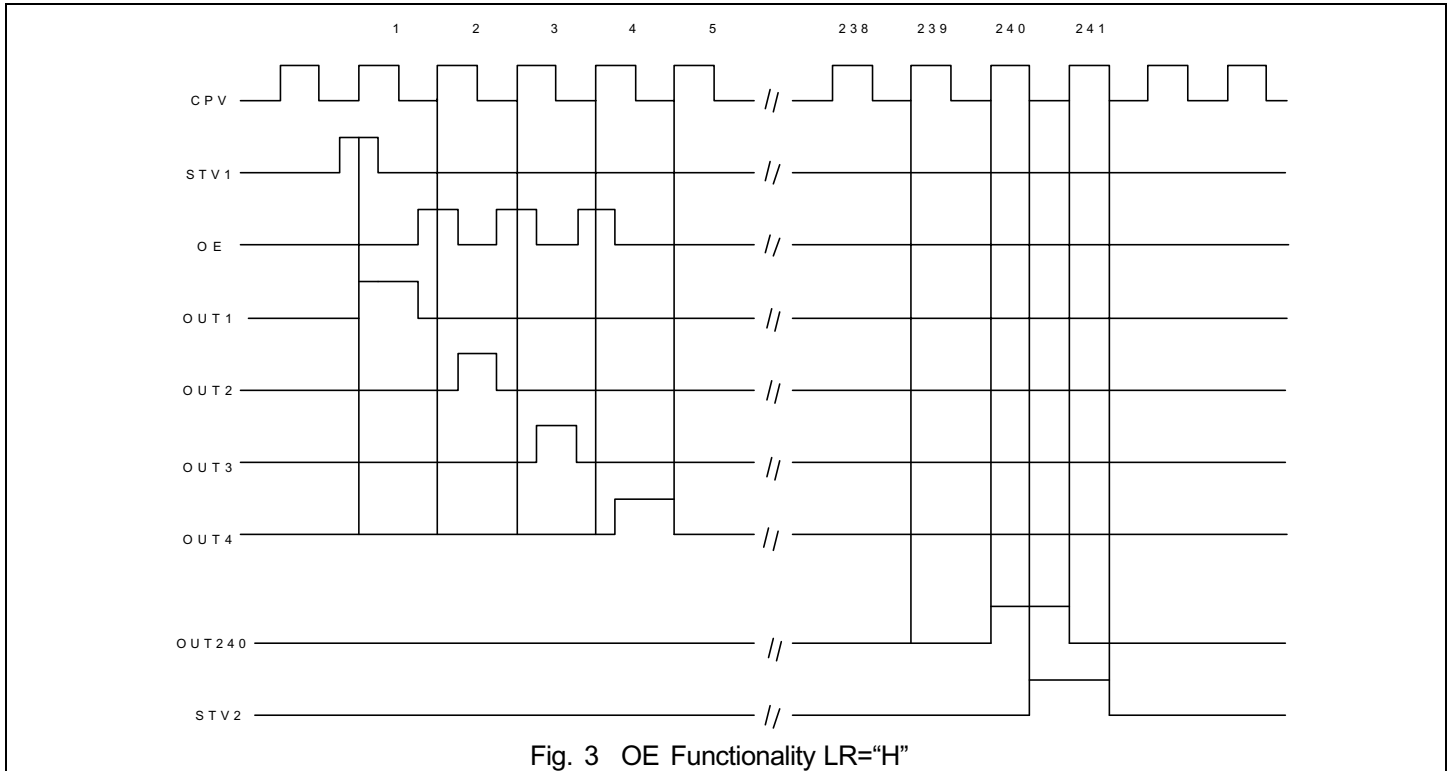 1 2 3 4 5 238 239 240 241
CPV
STV1
OE
OUT1
OUT2
OUT3
OUT4
OUT240
STV2
Fig. 3 OE Functionality LR=“H”